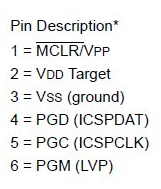 Pin Description*
1 = MCLR/VPP
2 = VDD Target
3 = VSS (ground)
4 = PGD (ICSPDAT)
5 = PGC (ICSPCLK)
6 = PGM (LVP)